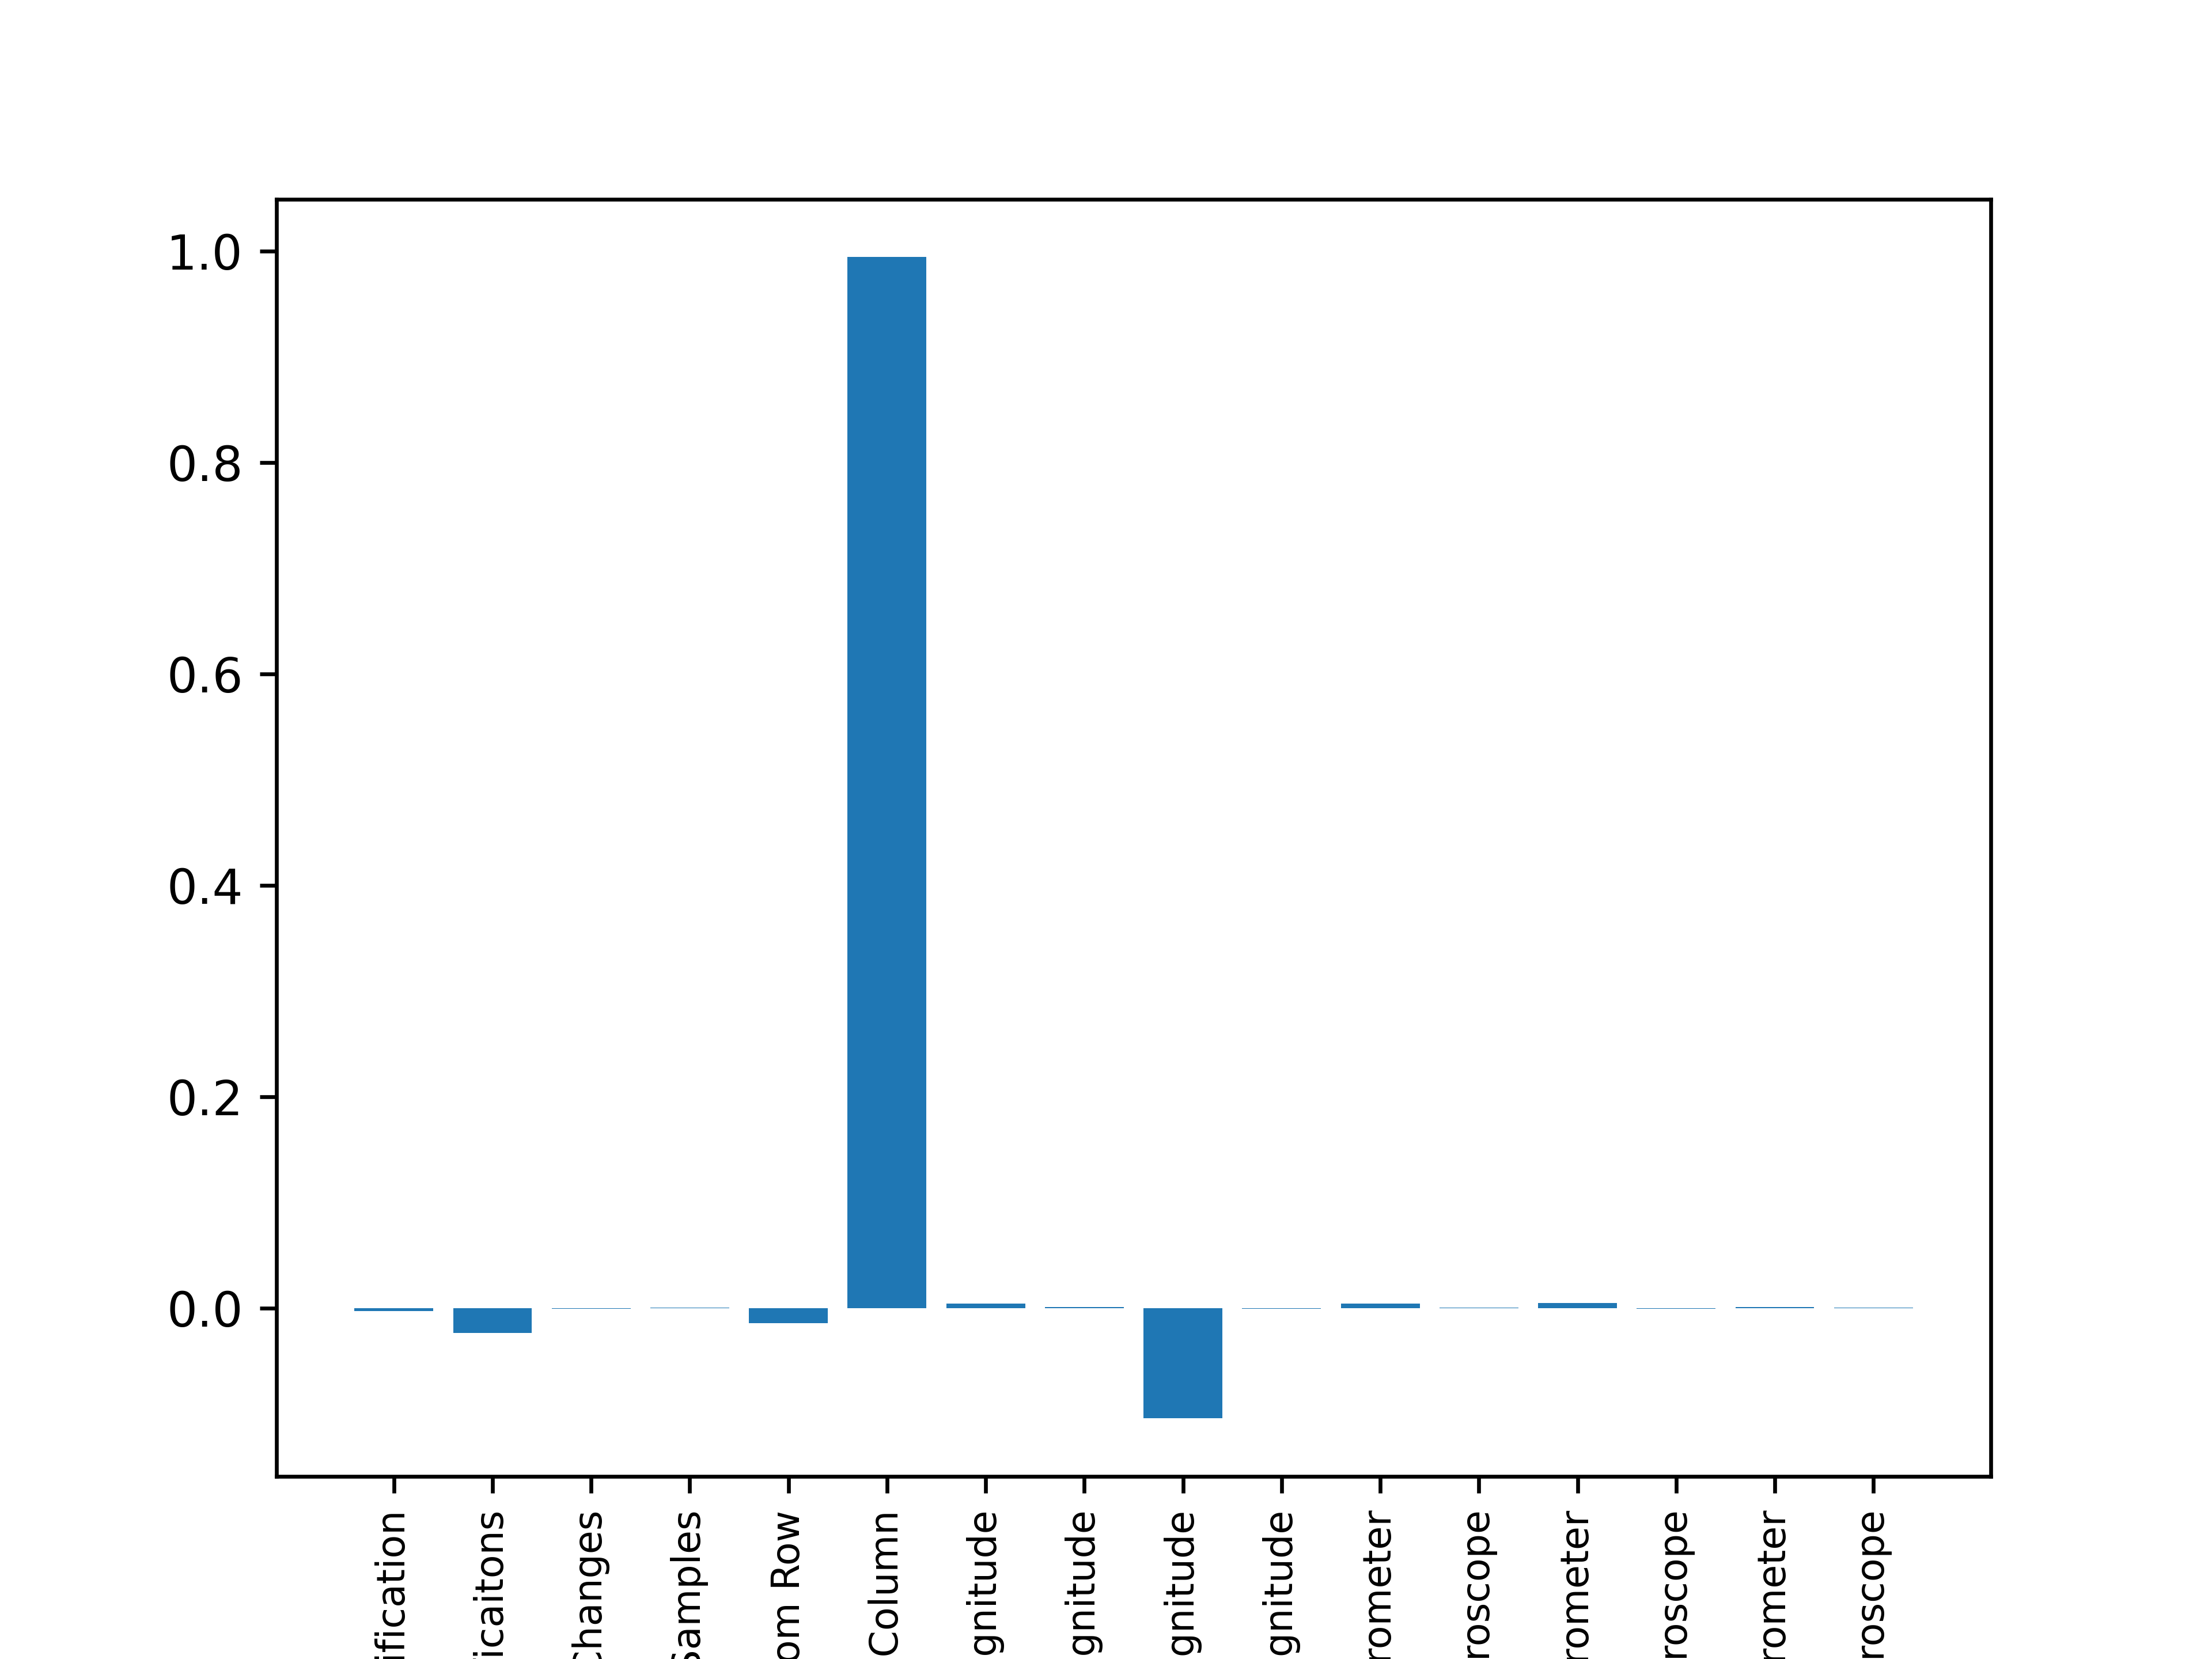 1.0
0.8
0.6
0.4
0.2
0.0
ification
icaitons
Changes
Samples
om Row
Column
gnitude
gnitude
gnitude
gnitude
rometer
roscope
rometer
roscope
rometer
roscope